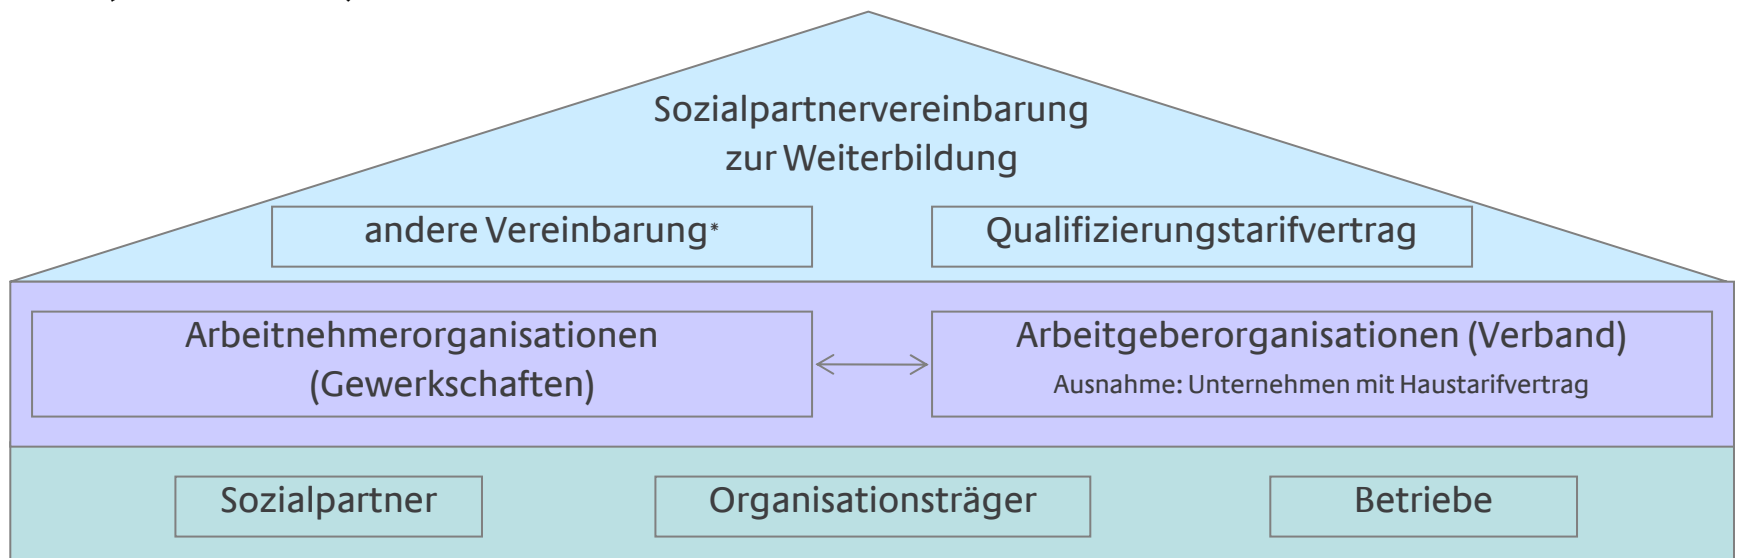 Sozialpartnervereinbarung
zur Weiterbildung
andere Vereinbarung*
Qualifizierungstarifvertrag
Arbeitnehmerorganisationen
(Gewerkschaften)
Arbeitgeberorganisationen (Verband)
Ausnahme: Unternehmen mit Haustarifvertrag
Sozialpartner
Organisationsträger
Betriebe